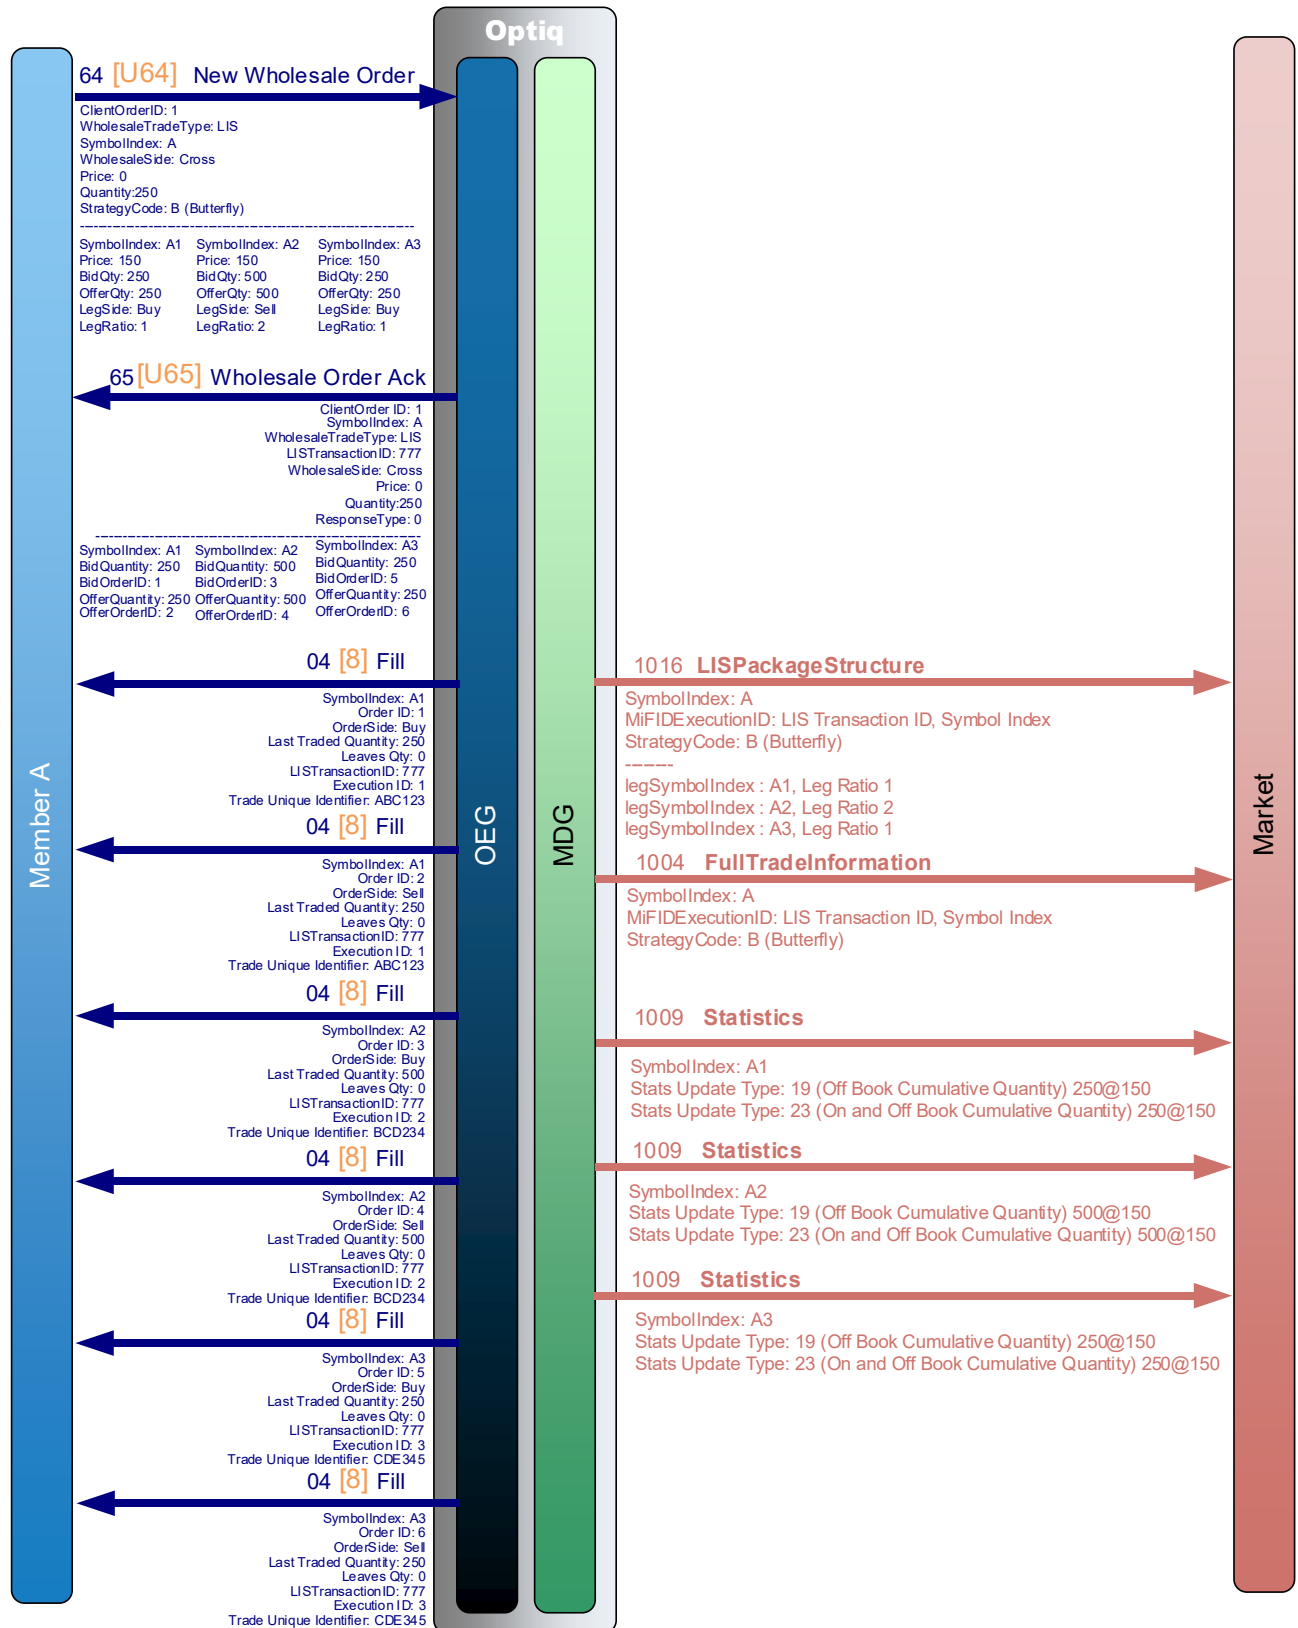 Optiq
Member A
OEG
MDG
Market
64 [U64] New Wholesale Order
ClientOrderID: 1
WholesaleTradeType: LIS
SymbolIndex: A
WholesaleSide: Cross
Price: 0
Quantity:250
StrategyCode: B (Butterfly)
SymbolIndex: A1 SymbolIndex: A2 SymbolIndex: A3
Price: 150 Price: 150 Price: 150
BidQty: 250 BidQty: 500 BidQty: 250
OfferQty: 250 OfferQty: 500 OfferQty: 250
LegSide: Buy LegSide: Sell LegSide: Buy
LegRatio: 1 LegRatio: 2 LegRatio: 1
65 [U65] Wholesale Order Ack
ClientOrder ID: 1
SymbolIndex: A
WholesaleTradeType: LIS
LISTransactionID: 777
WholesaleSide: Cross
Price: 0
Quantity:250
ResponseType: 0
SymbolIndex: A1 SymbolIndex: A2 SymbolIndex: A3
BidQuantity: 250 BidQuantity: 500 BidQuantity: 250
BidOrderID: 1 BidOrderID: 3 BidOrderID: 5
OfferQuantity: 250 OfferQuantity: 500 OfferQuantity: 250
OfferOrderID: 2 OfferOrderID: 4 OfferOrderID: 6
04 [8] Fill
SymbolIndex: A1
Order ID: 1
OrderSide: Buy
Last Traded Quantity: 250
Leaves Qty: 0
LISTransactionID: 777
Execution ID: 1
Trade Unique Identifier: ABC123
04 [8] Fill
SymbolIndex: A1
Order ID: 2
OrderSide: Sell
Last Traded Quantity: 250
Leaves Qty: 0
LISTransactionID: 777
Execution ID: 1
Trade Unique Identifier: ABC123
04 [8] Fill
SymbolIndex: A2
Order ID: 3
OrderSide: Buy
Last Traded Quantity: 500
Leaves Qty: 0
LISTransactionID: 777
Execution ID: 2
Trade Unique Identifier: BCD234
04 [8] Fill
SymbolIndex: A2
Order ID: 4
OrderSide: Sell
Last Traded Quantity: 500
Leaves Qty: 0
LISTransactionID: 777
Execution ID: 2
Trade Unique Identifier: BCD234
04 [8] Fill
SymbolIndex: A3
Order ID: 5
OrderSide: Buy
Last Traded Quantity: 250
Leaves Qty: 0
LISTransactionID: 777
Execution ID: 3
Trade Unique Identifier: CDE345
04 [8] Fill
SymbolIndex: A3
Order ID: 6
OrderSide: Sell
Last Traded Quantity: 250
Leaves Qty: 0
LISTransactionID: 777
Execution ID: 3
Trade Unique Identifier: CDE345
1016 LISPackageStructure
SymbolIndex: A
MiFIDExecutionID: LIS Transaction ID, Symbol Index
StrategyCode: B (Butterfly)
--------
legSymbolIndex : A1, Leg Ratio 1
legSymbolIndex : A2, Leg Ratio 2
legSymbolIndex : A3, Leg Ratio 1
1004 FullTradeInformation
SymbolIndex: A
MiFIDExecutionID: LIS Transaction ID, Symbol Index
StrategyCode: B (Butterfly)
1009 Statistics
SymbolIndex: A1
Stats Update Type: 19 (Off Book Cumulative Quantity) 250@150
Stats Update Type: 23 (On and Off Book Cumulative Quantity) 250@150
1009 Statistics
SymbolIndex: A2
Stats Update Type: 19 (Off Book Cumulative Quantity) 500@150
Stats Update Type: 23 (On and Off Book Cumulative Quantity) 500@150
1009 Statistics
SymbolIndex: A3
Stats Update Type: 19 (Off Book Cumulative Quantity) 250@150
Stats Update Type: 23 (On and Off Book Cumulative Quantity) 250@150